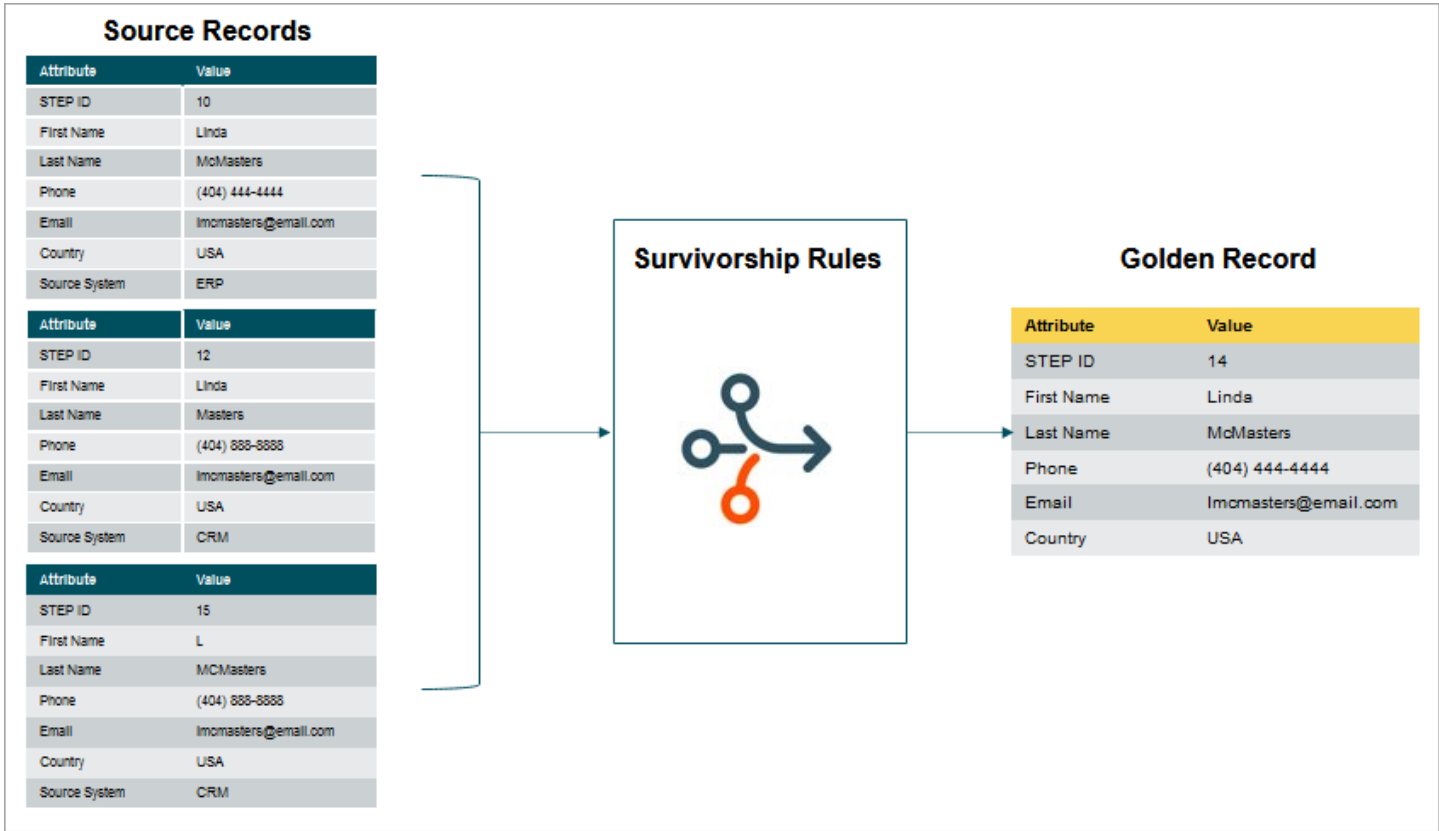 Source Records
Attribute Value
STEP ID 10
First Name Linda
Last Name McMasters
Phone (404) 444-4444
Email lmcmasters@email.com
Country USA
Source System ERP
Attribute Value
STEP ID 12
First Name Linda
Last Name Masters
Phone (404) 888-8888
Email lmcmasters@email.com
Country USA
Source System CRM
Attribute Value
STEP ID 15
First Name L
Last Name MCMasters
Phone (404) 888-8888
Email lmcmasters@email.com
Country USA
Source System CRM
Survivorship Rules
Golden Record
Attribute Value
STEP ID 14
First Name Linda
Last Name McMasters
Phone (404) 444-4444
Email lmcmasters@email.com
Country USA